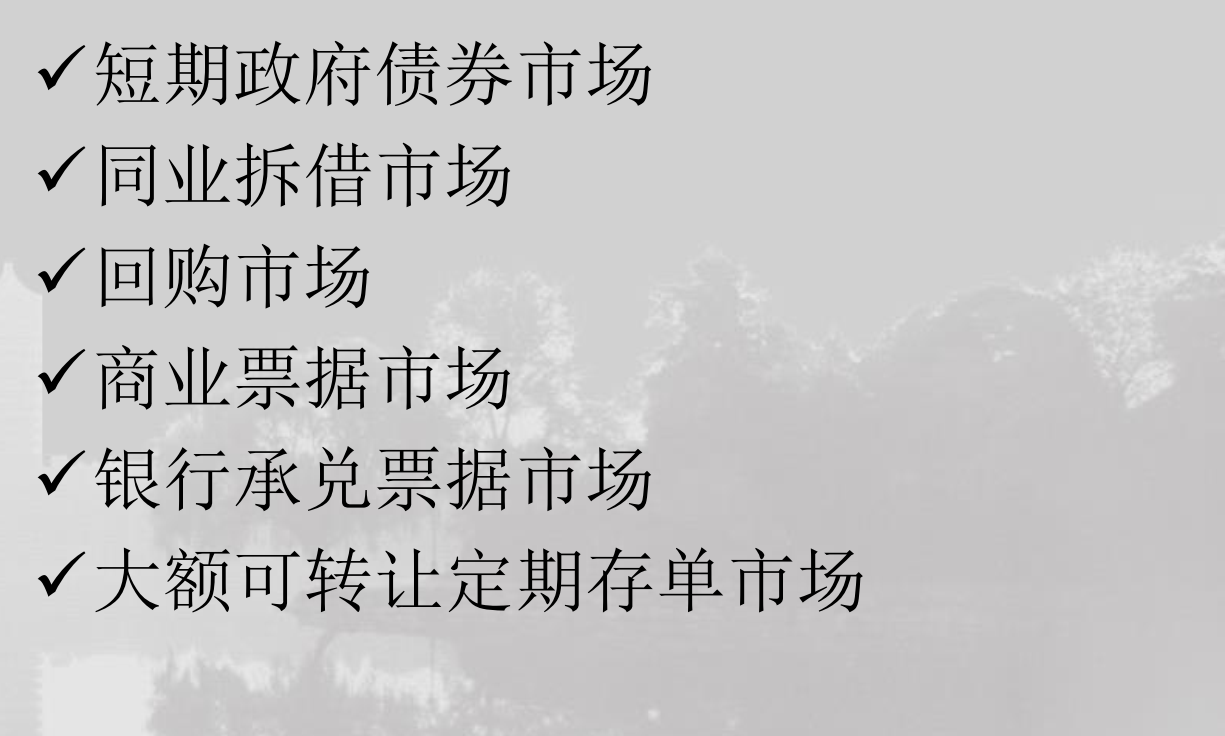 ✓短期政府债券市场
✓同业拆借市场
✓回购市场
✓商业票据市场
✓银行承兑票据市场
✓大额可转让定期存单市场